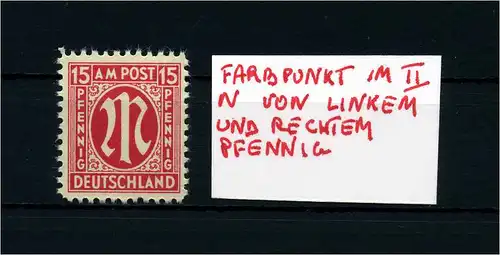 15 AM POST 15
PFENNIG
M
PFENNIG
DEUTSCHLAND
FARBPUNKT IM II
N VON LINKEM
UND RECHTEM
PFENNIG